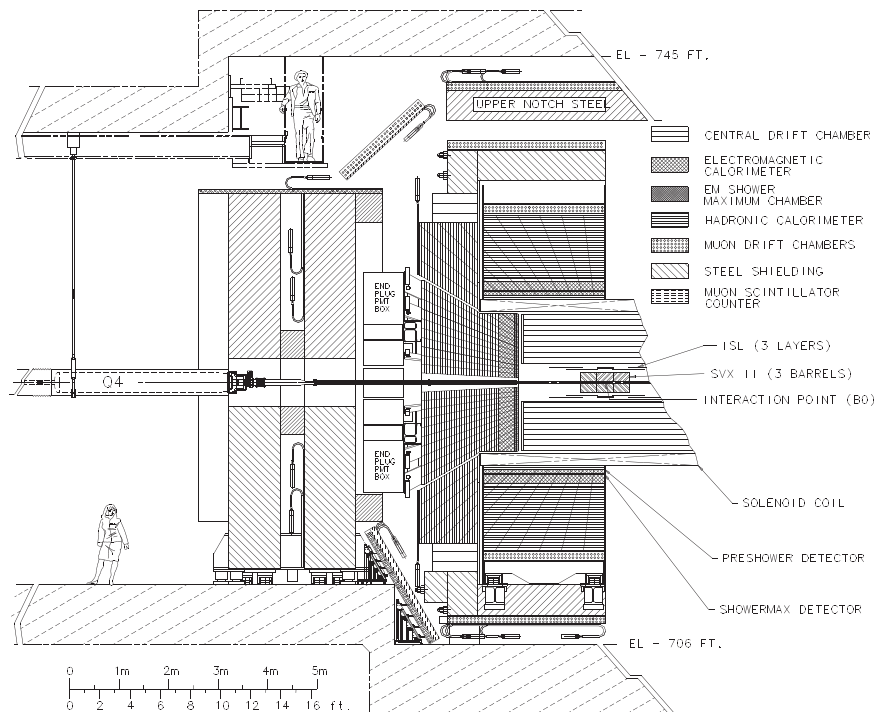 EL - 745 FT.
UPPER NOTCH STEEL
CENTRAL DRIFT CHAMBER
ELECTROMAGNETIC
CALORIMETER
EM SHOWER
MAXIMUM CHAMBER
HADRONIC CALORIMETER
MUON DRIFT CHAMBERS
STEEL SHIELDING
MUON SCINTILLATOR
COUNTER
END
PLUG
PMT
BOX
ISL (3 LAYERS)
Q4
SVX II (3 BARRELS)
INTERACTION POINT (B0)
END
PLUG
PMT
BOX
SOLENOID COIL
PRESHOWER DETECTOR
SHOWERMAX DETECTOR
EL - 706 FT.
0 1m 2m 3m 4m 5m
0 2 4 6 8 10 12 14 16 ft.